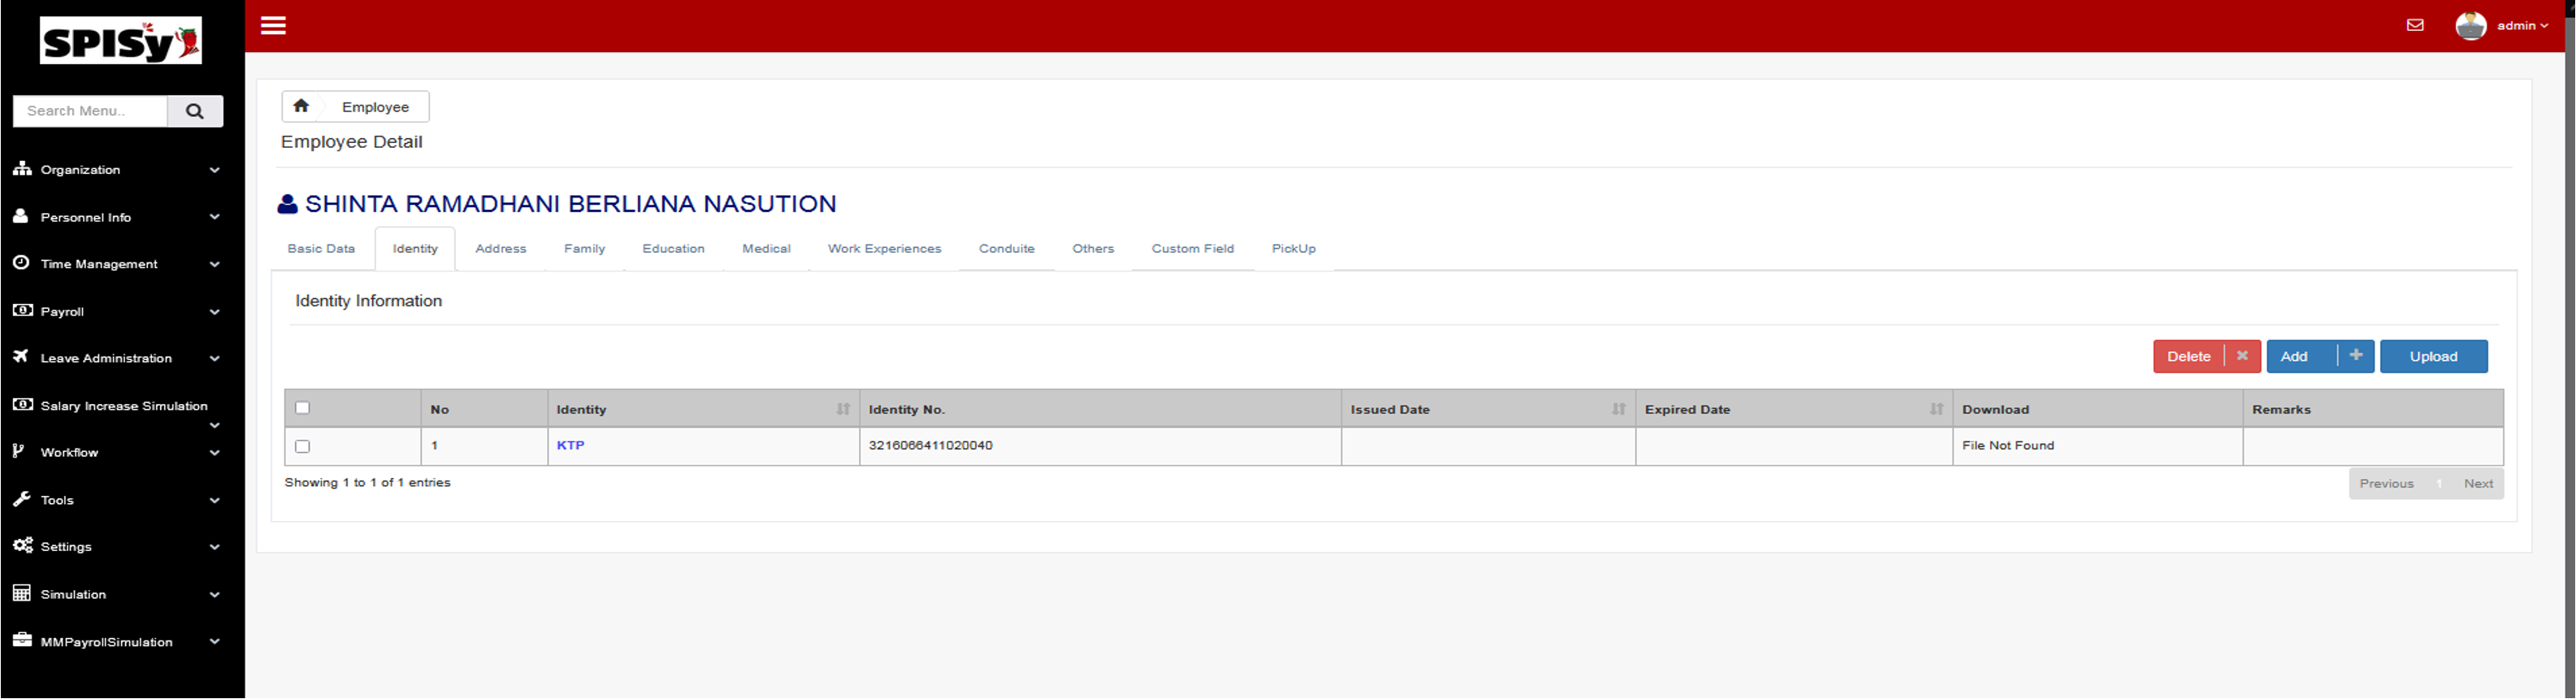 SPISy
admin
Search Menu..
Organization
Personnel Info
Time Management
Payroll
Leave Administration
Salary Increase Simulation
Workflow
Tools
Settings
Simulation
MMPayrollSimulation
Employee
Employee Detail
SHINTA RAMADHANI BERLIANA NASUTION
Basic Data Identity Address Family Education Medical Work Experiences Conduite Others Custom Field PickUp
Identity Information
Delete Add Upload
No Identity Identity No. Issued Date Expired Date Download Remarks
1 KTP 3216066411020040 File Not Found
Showing 1 to 1 of 1 entries
Previous 1 Next